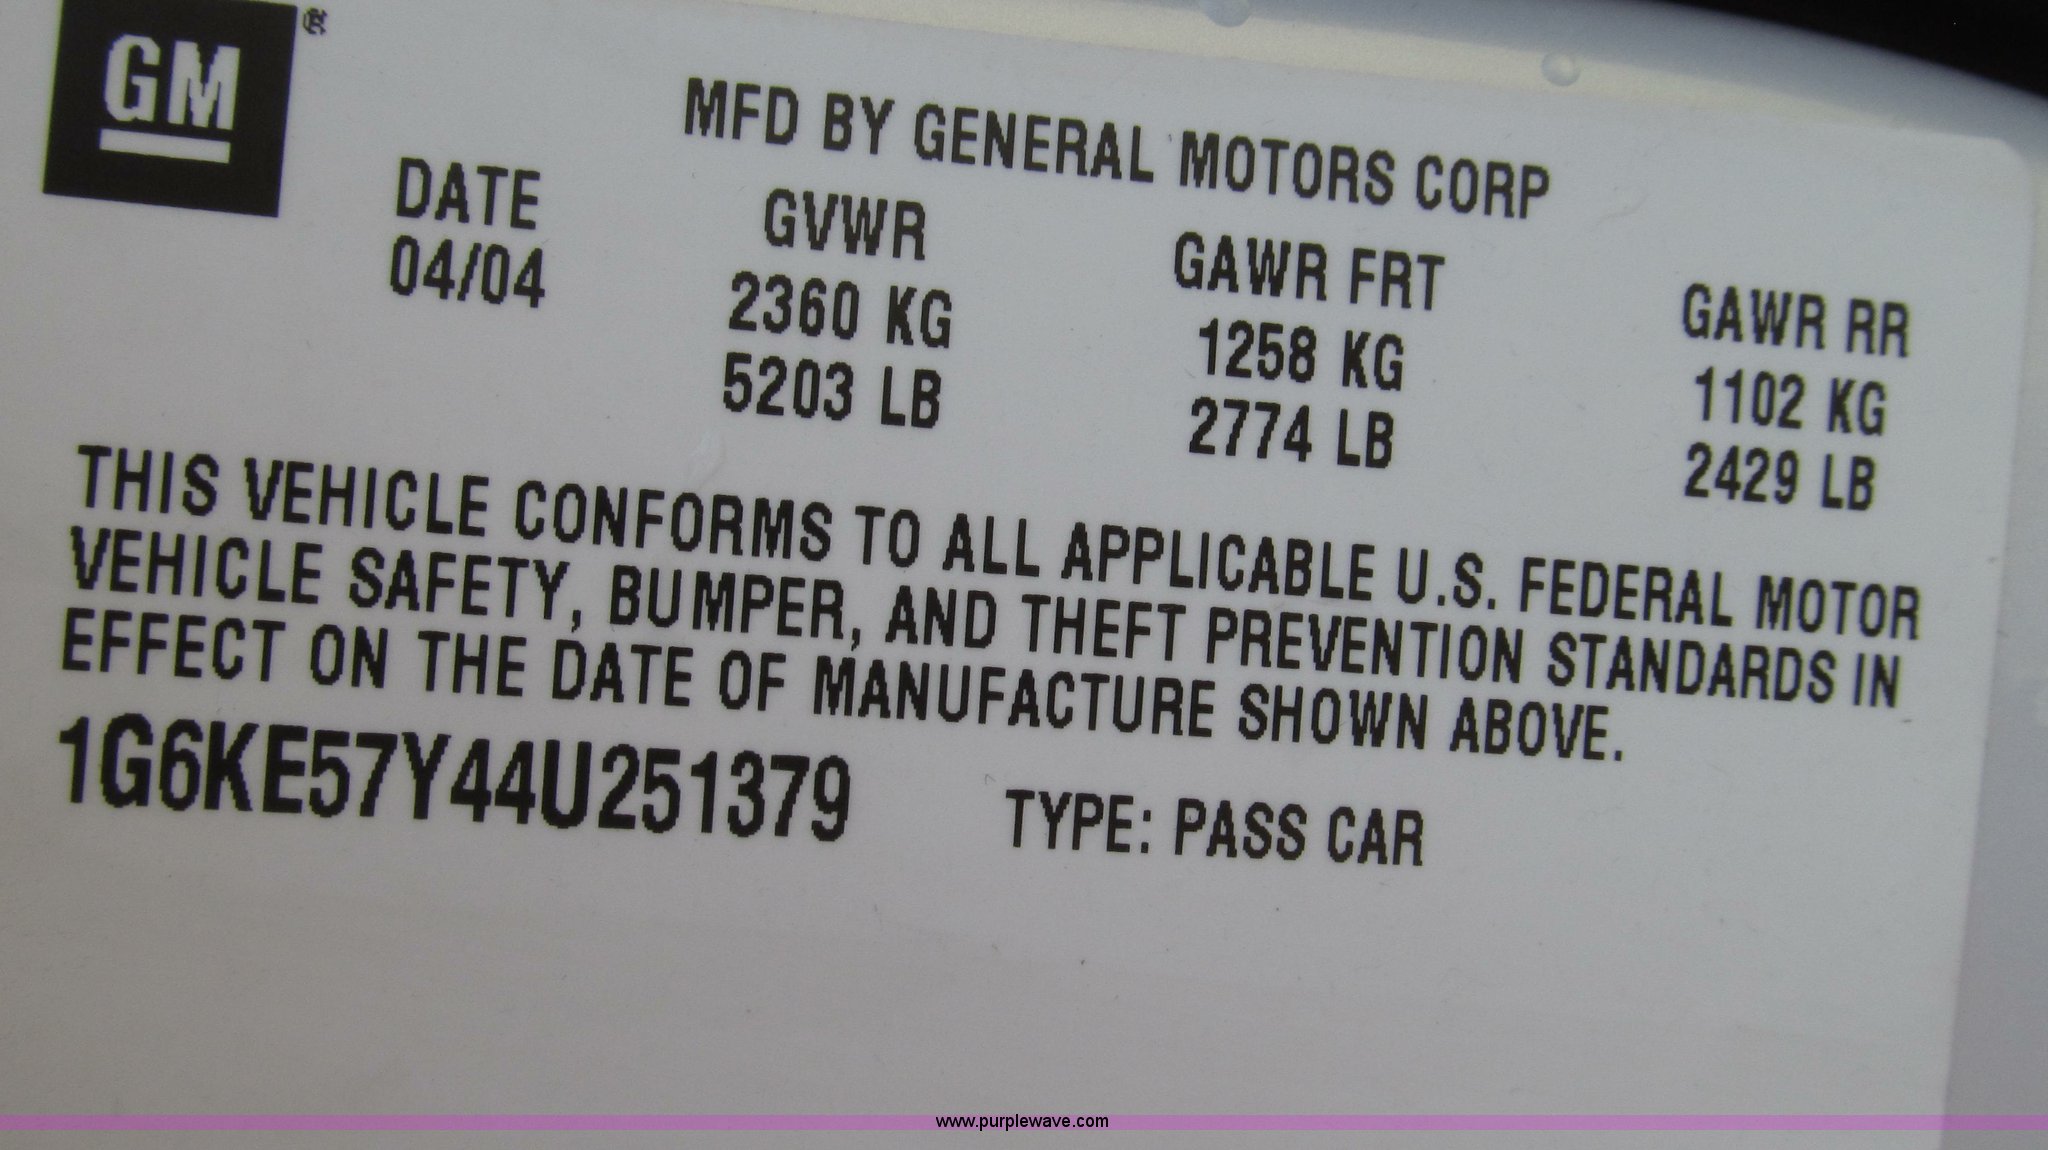 GM ®
MFD BY GENERAL MOTORS CORP
DATE GVWR GAWR FRT GAWR RR
04/04 2360 KG 1258 KG 1102 KG
5203 LB 2774 LB 2429 LB
THIS VEHICLE CONFORMS TO ALL APPLICABLE U.S. FEDERAL MOTOR
VEHICLE SAFETY, BUMPER, AND THEFT PREVENTION STANDARDS IN
EFFECT ON THE DATE OF MANUFACTURE SHOWN ABOVE.
1G6KE57Y44U251379 TYPE: PASS CAR
www.purplewave.com